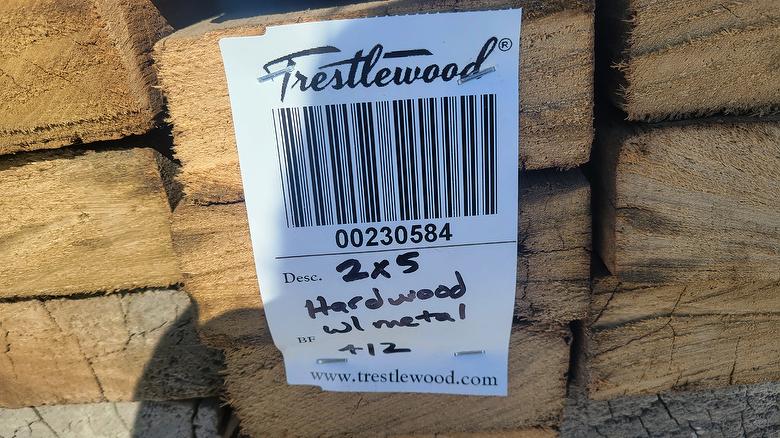 Trestlewood®
00230584
Desc. 2x5
Hardwood
w/ metal
BF 412
www.trestlewood.com